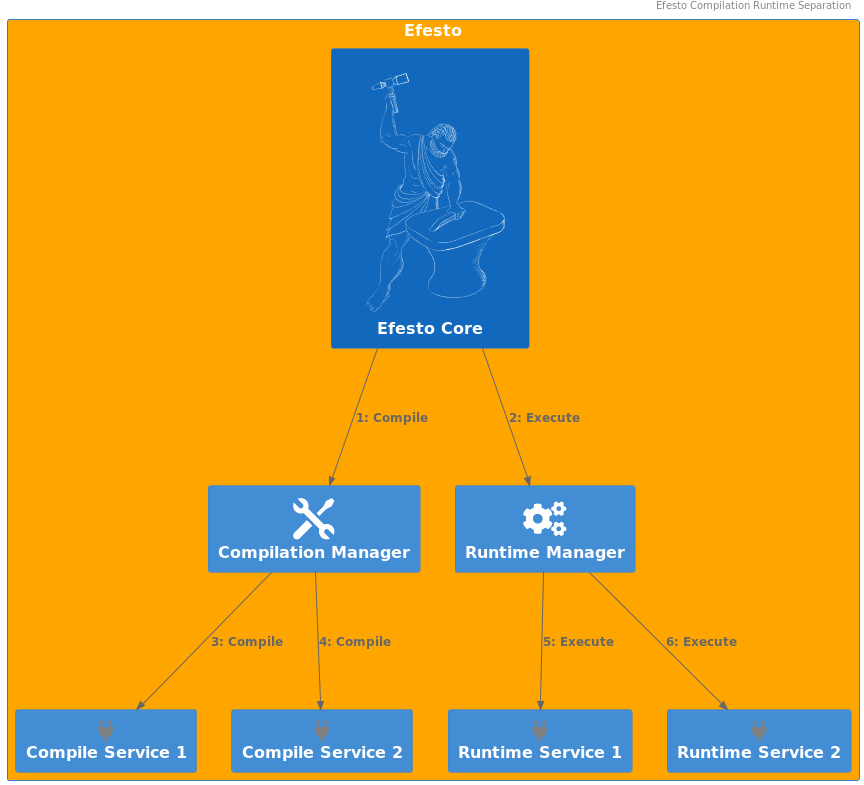 Efesto Compilation Runtime Separation
Efesto
Efesto Core
1: Compile
2: Execute
Compilation Manager
Runtime Manager
3: Compile
4: Compile
5: Execute
6: Execute
Compile Service 1
Compile Service 2
Runtime Service 1
Runtime Service 2